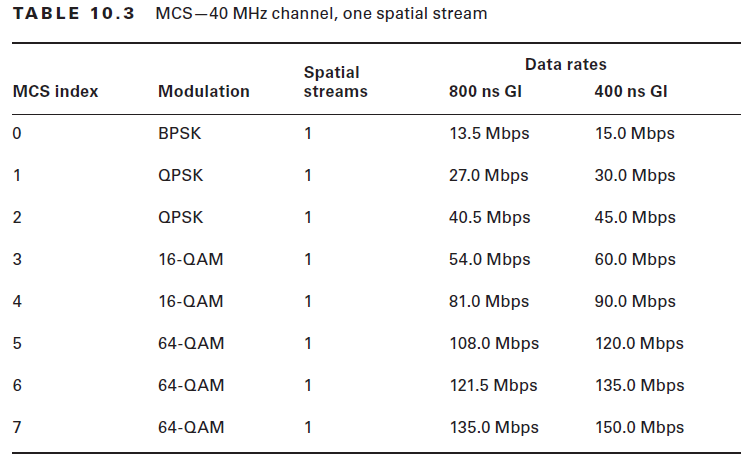 TABLE 10.3 MCS—40 MHz channel, one spatial stream
Data rates
Spatial
MCS index Modulation streams 800 ns GI 400 ns GI
0 BPSK 1 13.5 Mbps 15.0 Mbps
1 QPSK 1 27.0 Mbps 30.0 Mbps
2 QPSK 1 40.5 Mbps 45.0 Mbps
3 16-QAM 1 54.0 Mbps 60.0 Mbps
4 16-QAM 1 81.0 Mbps 90.0 Mbps
5 64-QAM 1 108.0 Mbps 120.0 Mbps
6 64-QAM 1 121.5 Mbps 135.0 Mbps
7 64-QAM 1 135.0 Mbps 150.0 Mbps